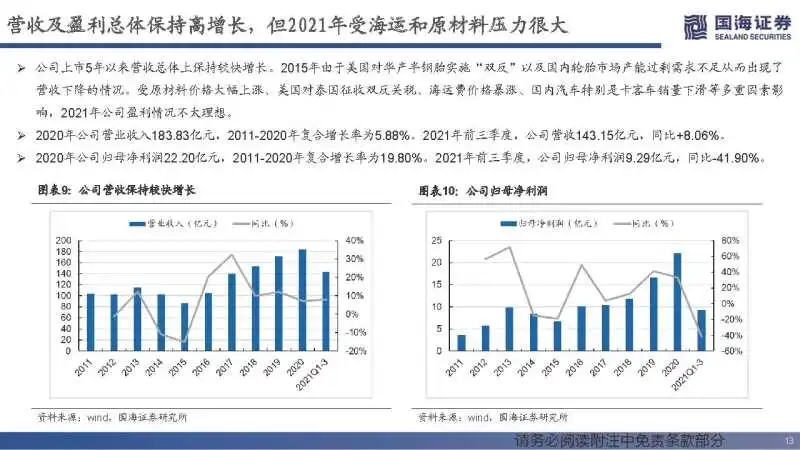 营收及盈利总体保持高增长，但2021年受海运和原材料压力很大
国海证券
SEALAND SECURITIES
➢ 公司上市5年以来营收总体上保持较快增长。2015年由于美国对华产半钢胎实施“双反”以及国内轮胎市场产能过剩需求不足从而出现了
营收下降的情况。受原材料价格大幅上涨、美国对泰国征收双反关税、海运费价格暴涨、国内汽车特别是卡客车销量下滑等多重因素影
响，2021年公司盈利情况不太理想。
➢ 2020年公司营业收入183.83亿元，2011-2020年复合增长率为5.88%。2021年前三季度，公司营收143.15亿元，同比+8.06%。
➢ 2020年公司归母净利润22.20亿元，2011-2020年复合增长率为19.80%。2021年前三季度，公司归母净利润9.29亿元，同比-41.90%。
图表9：公司营收保持较快增长
营业收入（亿元） 同比（%）
200 40%
180
160 30%
140 20%
120
100 10%
80 0%
60
40 -10%
20
0 -20%
2011 2012 2013 2014 2015 2016 2017 2018 2019 2020 2021Q1-3
资料来源：wind，国海证券研究所
图表10：公司归母净利润
归母净利润（亿元） 同比（%）
25 80%
60%
20 40%
15 20%
0%
10 -20%
5 -40%
0 -60%
2011 2012 2013 2014 2015 2016 2017 2018 2019 2020 2021Q1-3
资料来源：wind，国海证券研究所
请务必阅读附注中免责条款部分
13